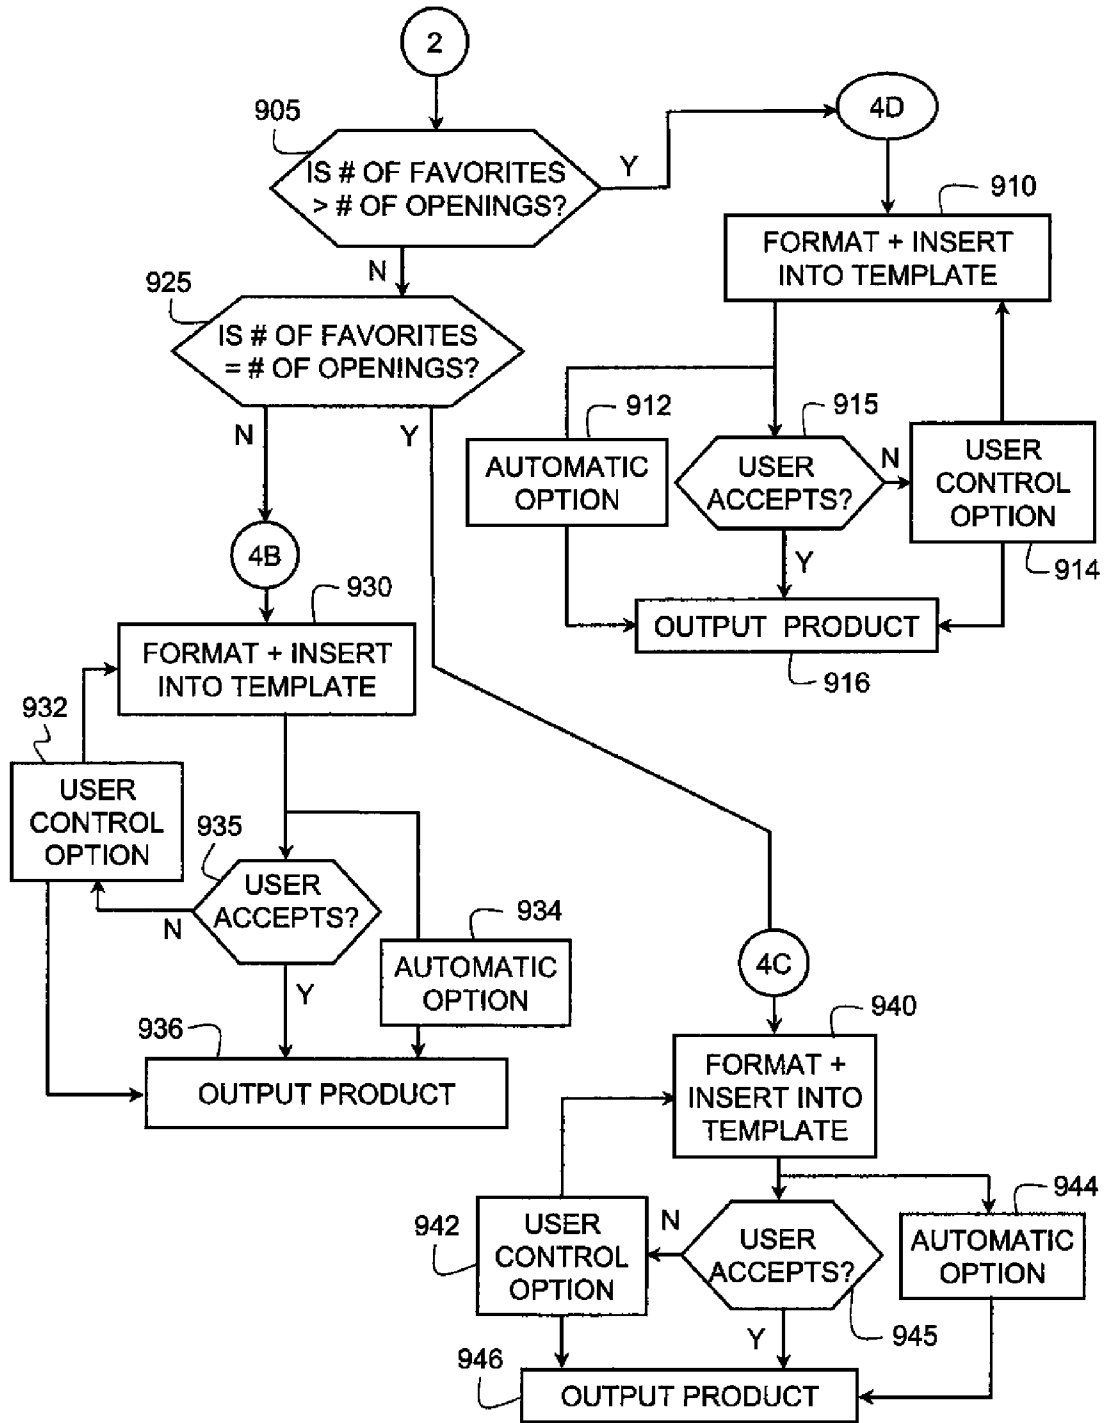 2
905
IS # OF FAVORITES
> # OF OPENINGS?
Y
4D
910
FORMAT + INSERT
INTO TEMPLATE
N
925
IS # OF FAVORITES
= # OF OPENINGS?
N
Y
912
AUTOMATIC
OPTION
915
USER
ACCEPTS?
N
USER
CONTROL
OPTION
914
Y
OUTPUT PRODUCT
916
4B
930
FORMAT + INSERT
INTO TEMPLATE
932
USER
CONTROL
OPTION
935
USER
ACCEPTS?
N
Y
934
AUTOMATIC
OPTION
936
OUTPUT PRODUCT
4C
940
FORMAT +
INSERT INTO
TEMPLATE
942
USER
CONTROL
OPTION
N
USER
ACCEPTS?
945
Y
944
AUTOMATIC
OPTION
946
OUTPUT PRODUCT